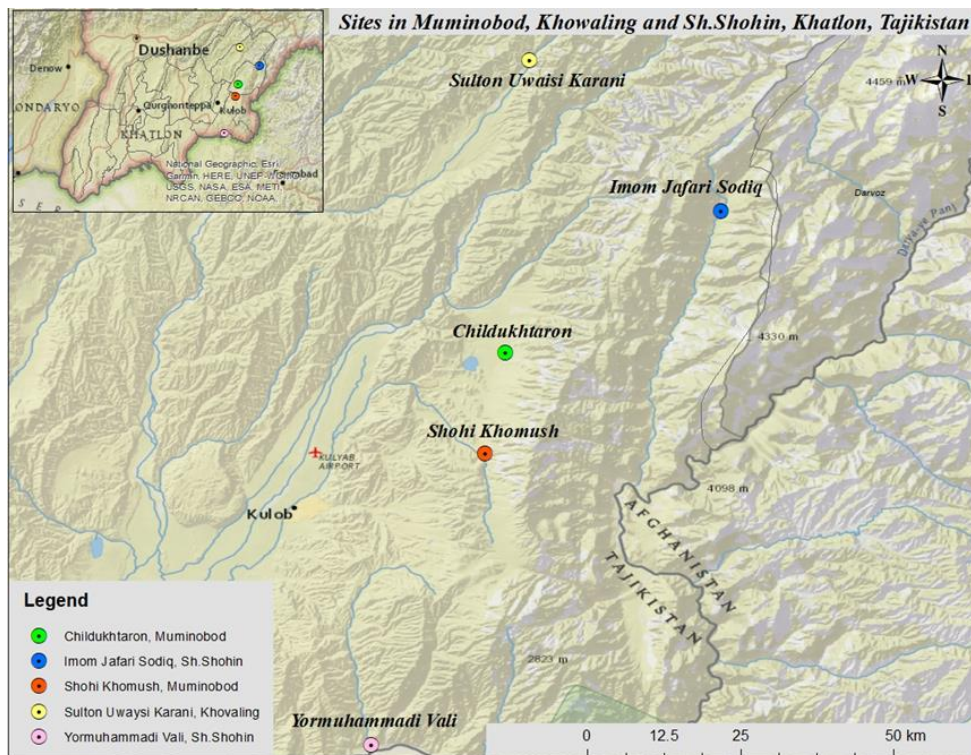 Sites in Muminobod, Khowaling and Sh.Shohin, Khatlon, Tajikistan
Dushanbe
Denow
ONDARYO
Qurghonteppa
Kulob
KHATLON
National Geographic, Esri,
Garmin, HERE, UNEP-WCMC,
USGS, NASA, ESA, METI,
NRCAN, GEBCO, NOAA,
N
W
E
S
4459 m
Sulton Uwaisi Karani
Imom Jafari Sodiq
Darvoz
Childukhtaron
4330 m
Shohi Khomush
KULYAB
AIRPORT
Kulob
4098 m
AFGHANISTAN
TAJIKISTAN
2823 m
Legend
Childukhtaron, Muminobod
Imom Jafari Sodiq, Sh.Shohin
Shohi Khomush, Muminobod
Sulton Uwaysi Karani, Khovaling
Yormuhammadi Vali, Sh.Shohin
Yormuhammadi Vali
0 12.5 25 50 km